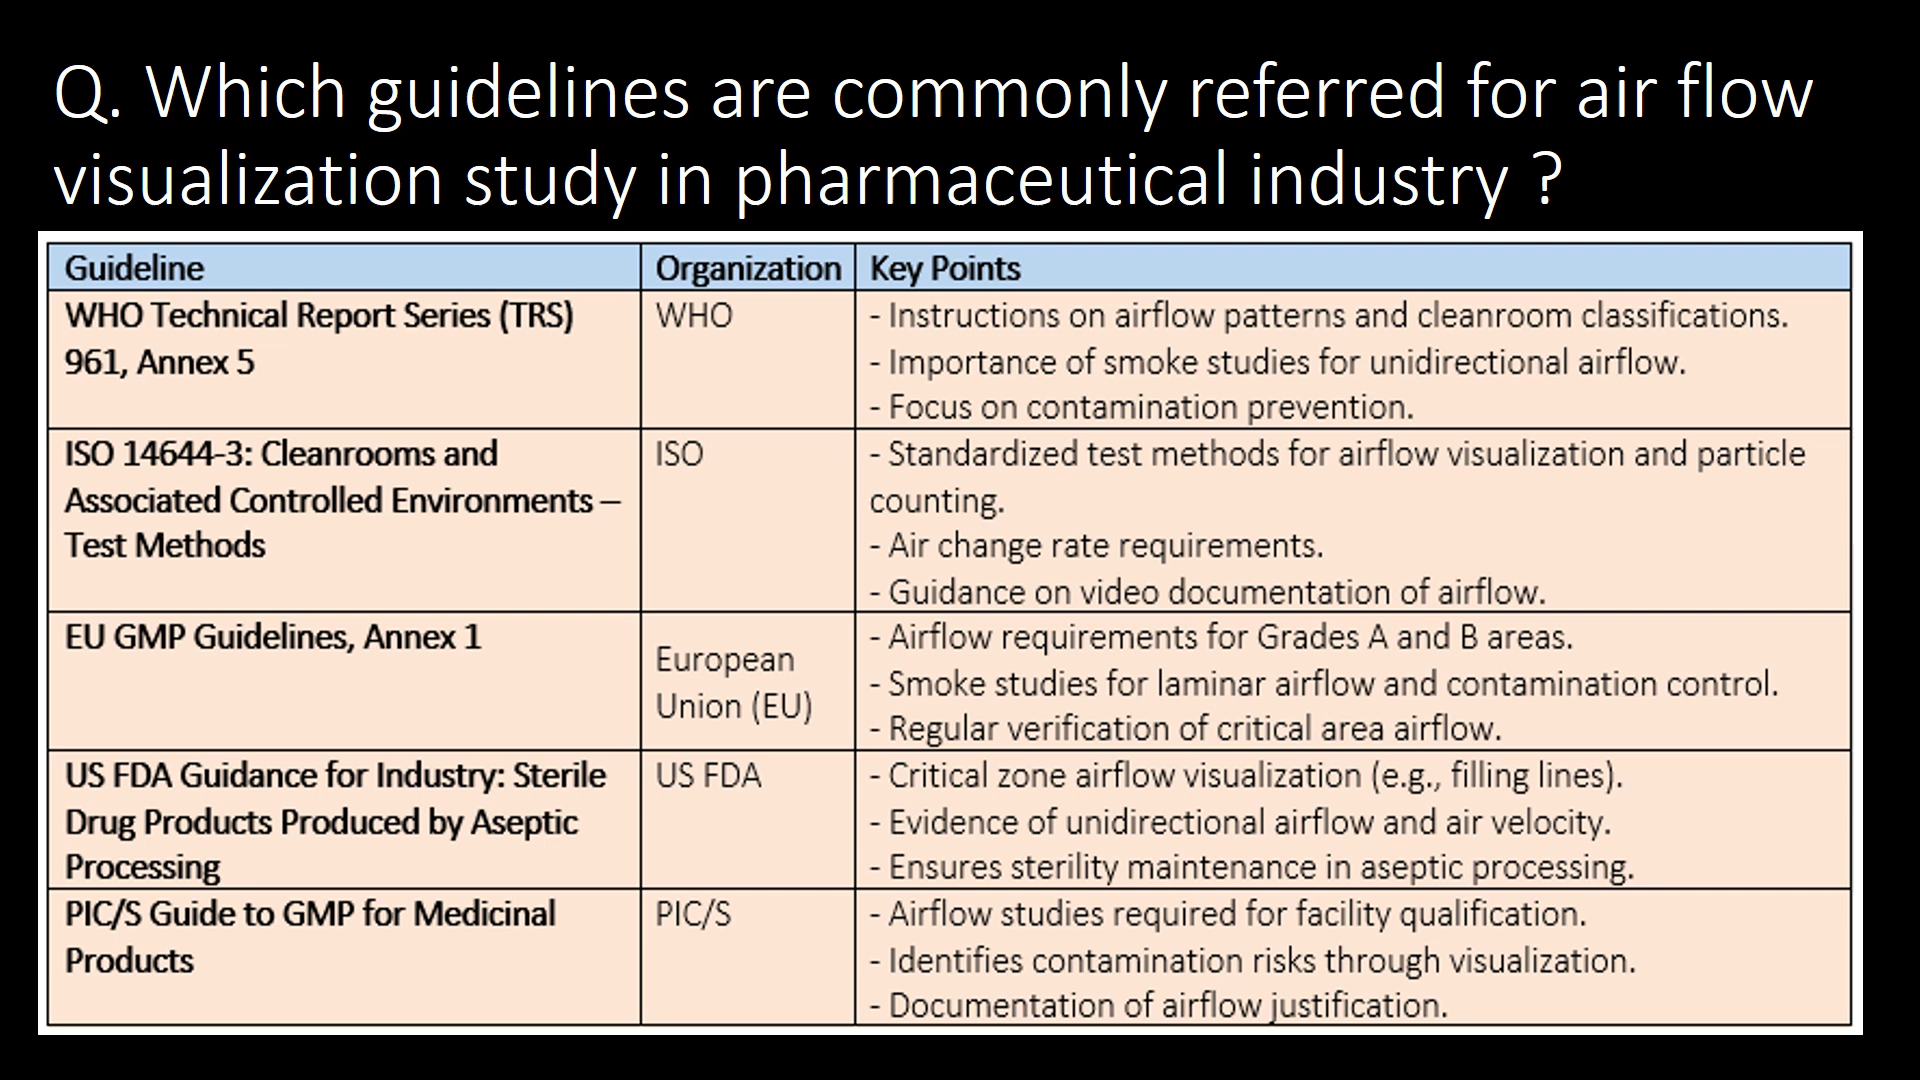 Q. Which guidelines are commonly referred for air flow
visualization study in pharmaceutical industry ?
Guideline
Organization
Key Points
WHO Technical Report Series (TRS)
961, Annex 5
WHO
- Instructions on airflow patterns and cleanroom classifications.
- Importance of smoke studies for unidirectional airflow.
- Focus on contamination prevention.
ISO 14644-3: Cleanrooms and
Associated Controlled Environments –
Test Methods
ISO
- Standardized test methods for airflow visualization and particle
counting.
- Air change rate requirements.
- Guidance on video documentation of airflow.
EU GMP Guidelines, Annex 1
European
Union (EU)
- Airflow requirements for Grades A and B areas.
- Smoke studies for laminar airflow and contamination control.
- Regular verification of critical area airflow.
US FDA Guidance for Industry: Sterile
Drug Products Produced by Aseptic
Processing
US FDA
- Critical zone airflow visualization (e.g., filling lines).
- Evidence of unidirectional airflow and air velocity.
- Ensures sterility maintenance in aseptic processing.
PIC/S Guide to GMP for Medicinal
Products
PIC/S
- Airflow studies required for facility qualification.
- Identifies contamination risks through visualization.
- Documentation of airflow justification.